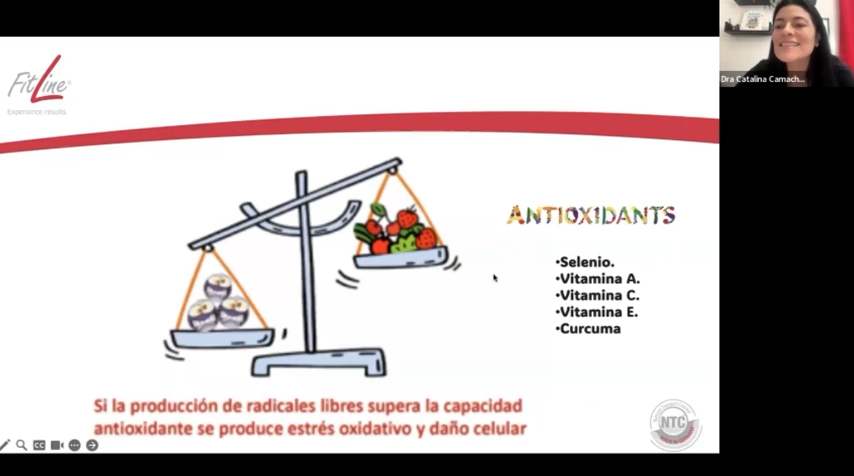 Dra Catalina Camach...
FitLine®
Experience results
ANTIOXIDANTS
•Selenio.
•Vitamina A.
•Vitamina C.
•Vitamina E.
•Curcuma
Si la producción de radicales libres supera la capacidad
antioxidante se produce estrés oxidativo y daño celular
NTC
CC